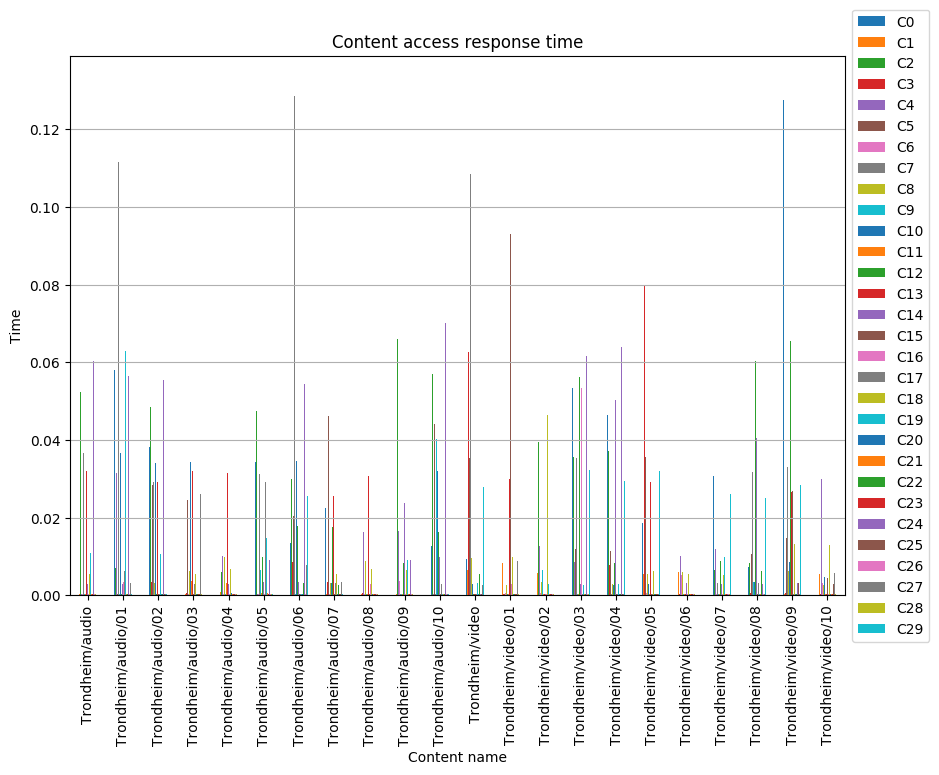 Content access response time
Time
0.12
0.10
0.08
0.06
0.04
0.02
0.00
Trondheim/audio
Trondheim/audio/01
Trondheim/audio/02
Trondheim/audio/03
Trondheim/audio/04
Trondheim/audio/05
Trondheim/audio/06
Trondheim/audio/07
Trondheim/audio/08
Trondheim/audio/09
Trondheim/audio/10
Trondheim/video
Trondheim/video/01
Trondheim/video/02
Trondheim/video/03
Trondheim/video/04
Trondheim/video/05
Trondheim/video/06
Trondheim/video/07
Trondheim/video/08
Trondheim/video/09
Trondheim/video/10
Content name
C0
C1
C2
C3
C4
C5
C6
C7
C8
C9
C10
C11
C12
C13
C14
C15
C16
C17
C18
C19
C20
C21
C22
C23
C24
C25
C26
C27
C28
C29